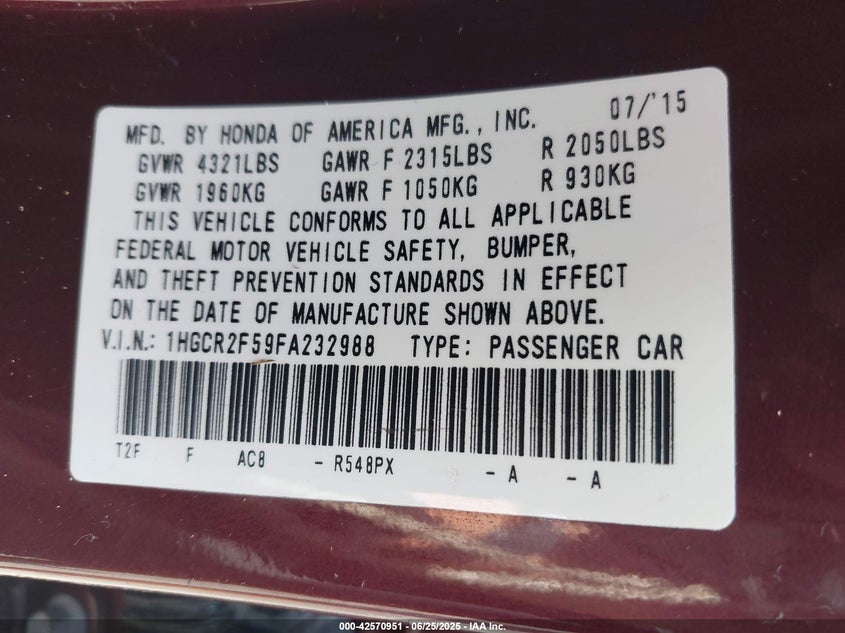 07/'15
MFD. BY HONDA OF AMERICA MFG., INC.
GVWR 4321LBS GAWR F 2315LBS R 2050LBS
GVWR 1960KG GAWR F 1050KG R 930KG
THIS VEHICLE CONFORMS TO ALL APPLICABLE
FEDERAL MOTOR VEHICLE SAFETY, BUMPER,
AND THEFT PREVENTION STANDARDS IN EFFECT
ON THE DATE OF MANUFACTURE SHOWN ABOVE.
V.I.N.: 1HGCR2F59FA232988 TYPE: PASSENGER CAR
T2F F AC8 - R548PX - A - A
000-42570951 - 06/25/2025 - IAA Inc.